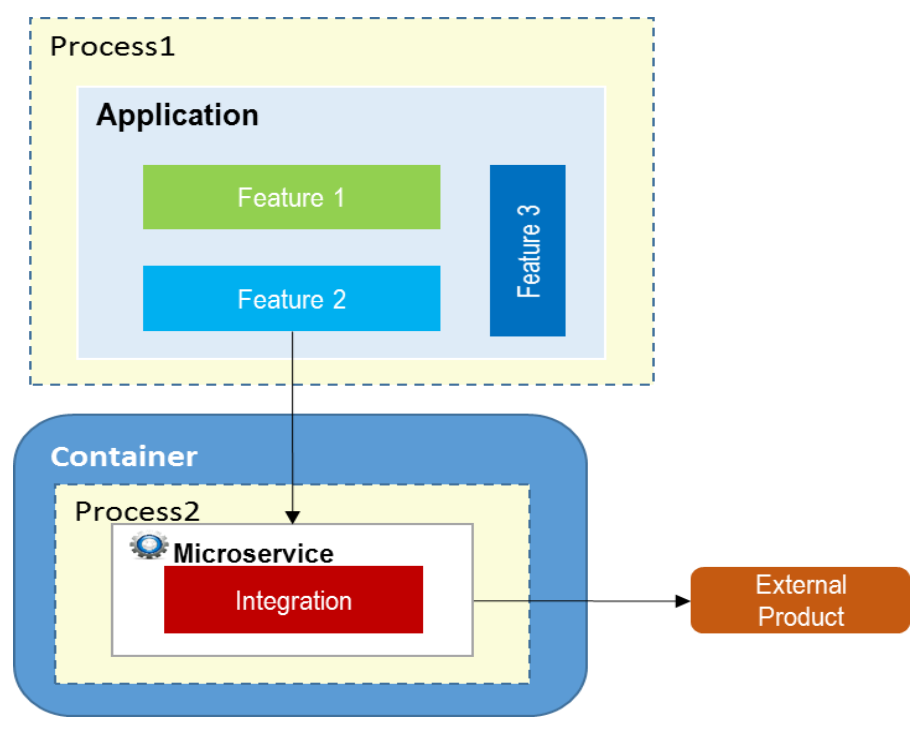 Process1
Application
Feature 1
Feature 2
Feature 3
Container
Process2
Microservice
Integration
External
Product